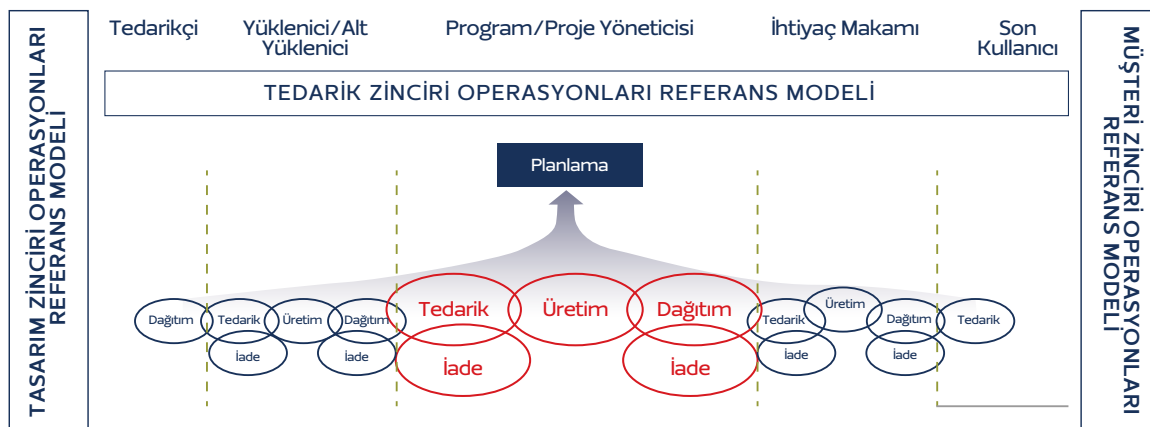 TASARIM ZİNCİRİ OPERASYONLARI
REFERANS MODELİ
Tedarikçi
Yüklenici/Alt
Yüklenici
Program/Proje Yöneticisi
İhtiyaç Makamı
Son
Kullanıcı
TEDARİK ZİNCİRİ OPERASYONLARI REFERANS MODELİ
Planlama
Dağıtım
Tedarik
Üretim
Dağıtım
İade
İade
Tedarik
Üretim
Dağıtım
İade
İade
Tedarik
Üretim
Dağıtım
İade
İade
Tedarik
MÜŞTERİ ZİNCİRİ OPERASYONLARI
REFERANS MODELİ